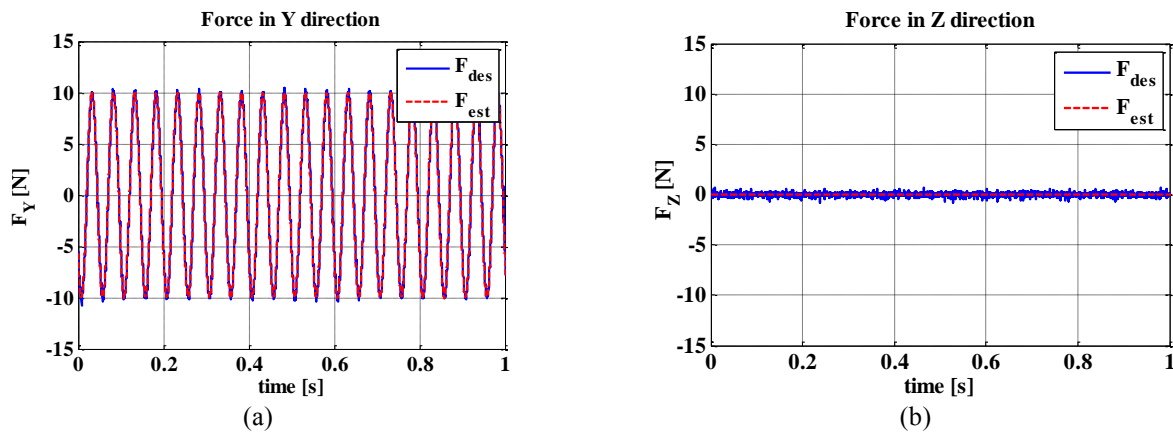 Force in Y direction
F_Y [N]
15
10
5
0
-5
-10
-15
0
0.2
0.4
0.6
0.8
1
time [s]
F_des
F_est
(a)
Force in Z direction
F_Z [N]
15
10
5
0
-5
-10
-15
0
0.2
0.4
0.6
0.8
1
time [s]
F_des
F_est
(b)